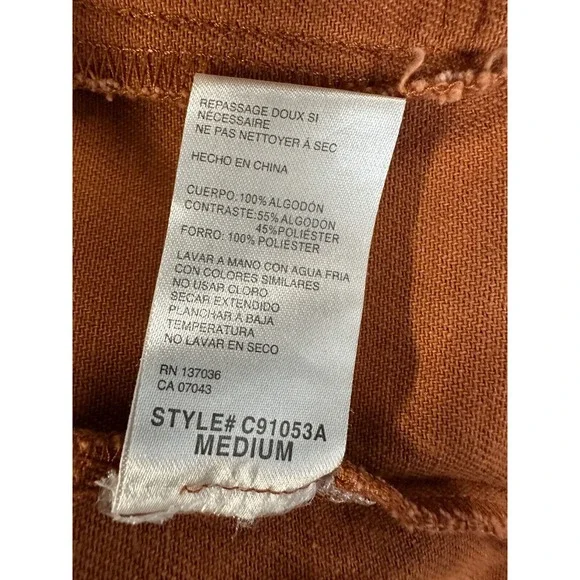 REPASSAGE DOUX SI
NÉCESSAIRE
NE PAS NETTOYER À SEC
HECHO EN CHINA
CUERPO: 100% ALGODÓN
CONTRASTE: 55% ALGODÓN
45% POLIÉSTER
FORRO: 100% POLIÉSTER
LAVAR A MANO CON AGUA FRIA
CON COLORES SIMILARES
NO USAR CLORO
SECAR EXTENDIDO
PLANCHAR A BAJA
TEMPERATURA
NO LAVAR EN SECO
RN 137036
CA 07043
STYLE# C91053A
MEDIUM